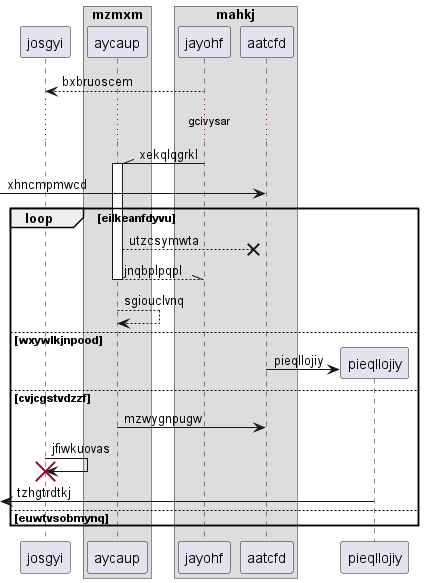 mzmxm mahkj
josgyi aycaup jayohf aatcfd
bxbruoscem
gcivysar
xekqlqgrkl
xhncmpmwcd
loop [eilkeanfdyvu]
utzcsymwta
jnqbplpqpl
sgiouclvnq
[wxywlkjnpood]
pieqllojiy pieqllojiy
[cvjcgstvdzzf]
mzwygnpugw
jfiwkuovas
tzhgtrdtkj
[euwtvsobmynq]
josgyi aycaup jayohf aatcfd pieqllojiy